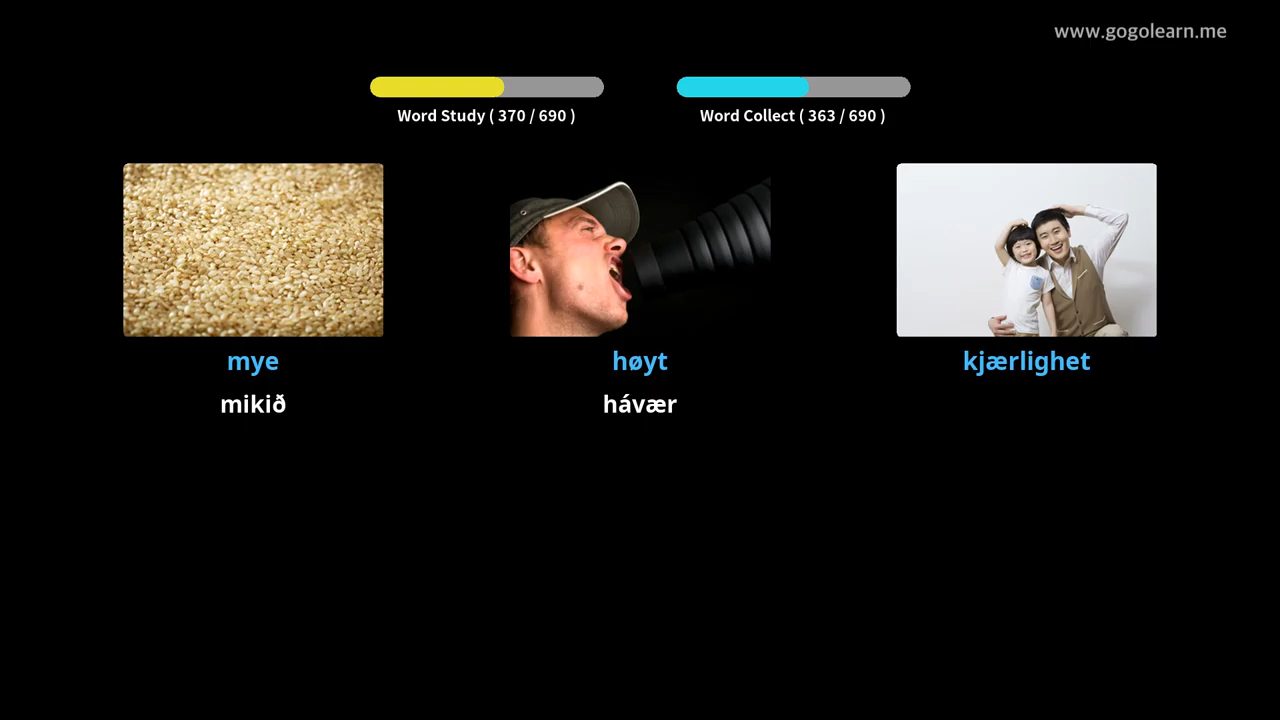 www.gogolearn.me
Word Study ( 370 / 690 )
Word Collect ( 363 / 690 )
mye
høyt
kjærlighet
mikið
hávær